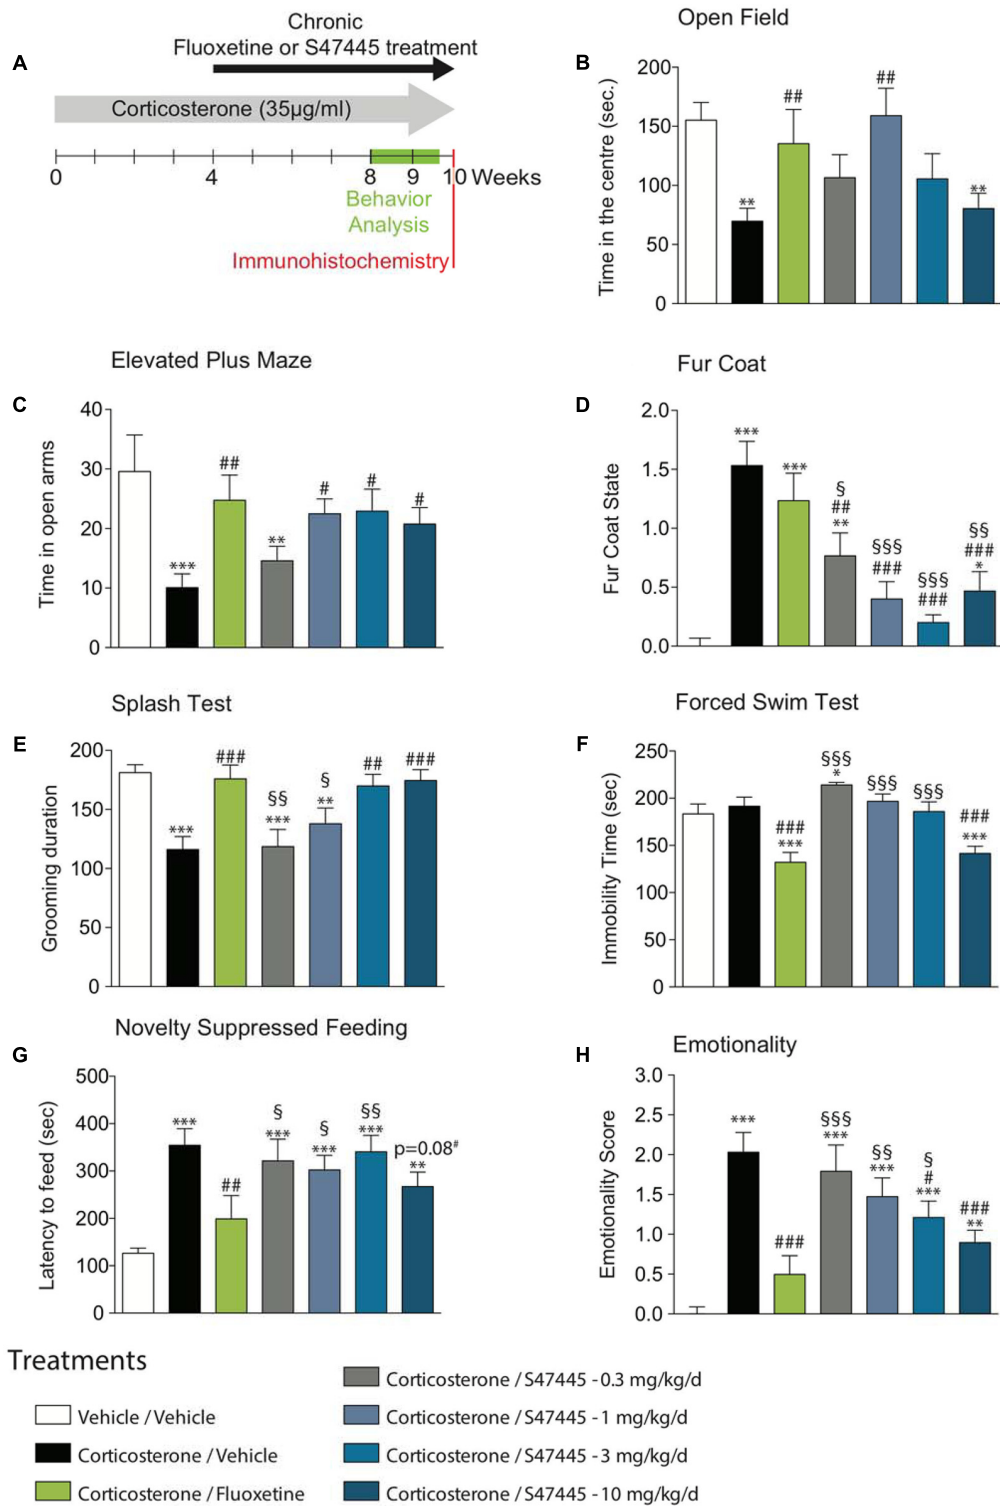 A
Chronic
Fluoxetine or S47445 treatment
Corticosterone (35µg/ml)
0 4 8 9 10 Weeks
Behavior
Analysis
Immunohistochemistry
Open Field
B
Time in the centre (sec.)
200
150
100
50
0
**
##
##
**
Elevated Plus Maze
C
Time in open arms
40
30
20
10
0
***
##
**
#
#
#
Fur Coat
D
Fur Coat State
2.0
1.5
1.0
0.5
0.0
***
***
§
##
**
§§§
###
§§§
###
§§
###
*
Splash Test
E
Grooming duration
200
150
100
50
0
***
###
§§
***
§
**
##
###
Forced Swim Test
F
Immobility Time (sec)
250
200
150
100
50
0
###
***
§§§
*
§§§
§§§
###
***
Novelty Suppressed Feeding
G
Latency to feed (sec)
500
400
300
200
100
0
***
##
§
***
§
***
§§
***
p=0.08#
**
Emotionality
H
Emotionality Score
3.0
2.5
2.0
1.5
1.0
0.5
0.0
***
###
§§§
***
§§
***
§
#
***
###
**
Treatments
Vehicle / Vehicle
Corticosterone / Vehicle
Corticosterone / Fluoxetine
Corticosterone / S47445 - 0.3 mg/kg/d
Corticosterone / S47445 - 1 mg/kg/d
Corticosterone / S47445 - 3 mg/kg/d
Corticosterone / S47445 - 10 mg/kg/d